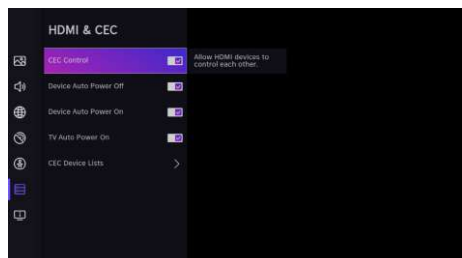 HDMI & CEC
CEC Control
Allow HDMI devices to
control each other.
Device Auto Power Off
Device Auto Power On
TV Auto Power On
CEC Device Lists